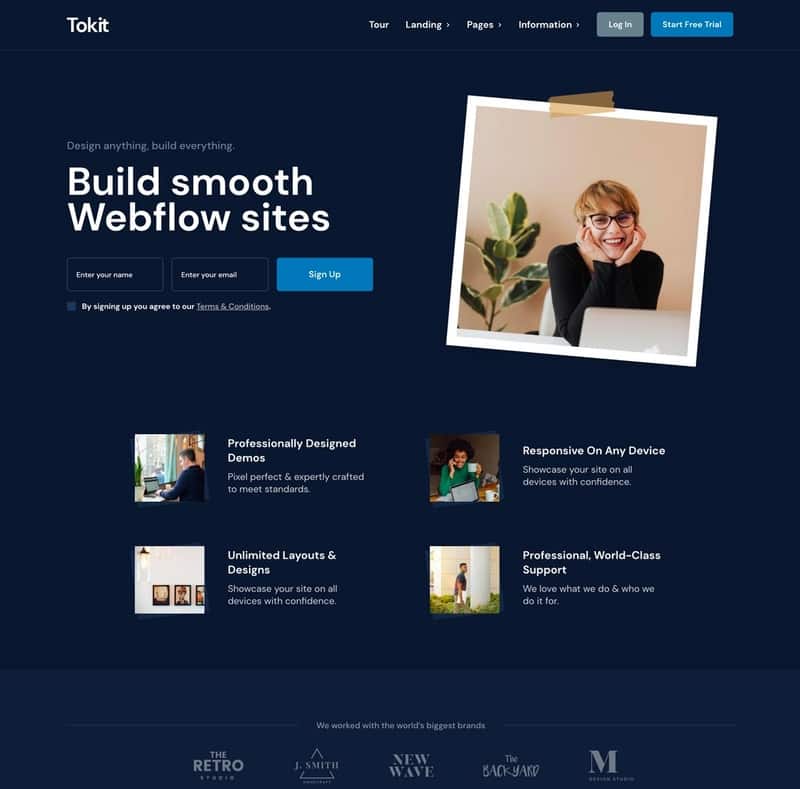 Tokit
Tour
Landing
Pages
Information
Log In
Start Free Trial
Design anything, build everything.
Build smooth
Webflow sites
Enter your name
Enter your email
Sign Up
By signing up you agree to our Terms & Conditions.
Professionally Designed
Demos
Pixel perfect & expertly crafted
to meet standards.
Responsive On Any Device
Showcase your site on all
devices with confidence.
Unlimited Layouts &
Designs
Showcase your site on all
devices with confidence.
Professional, World-Class
Support
We love what we do & who we
do it for.
We worked with the world's biggest brands
THE
RETRO
STUDIO
J. SMITH
HANDCRAFT
NEW
WAVE
The
BACKYARD
M
DESIGN STUDIO